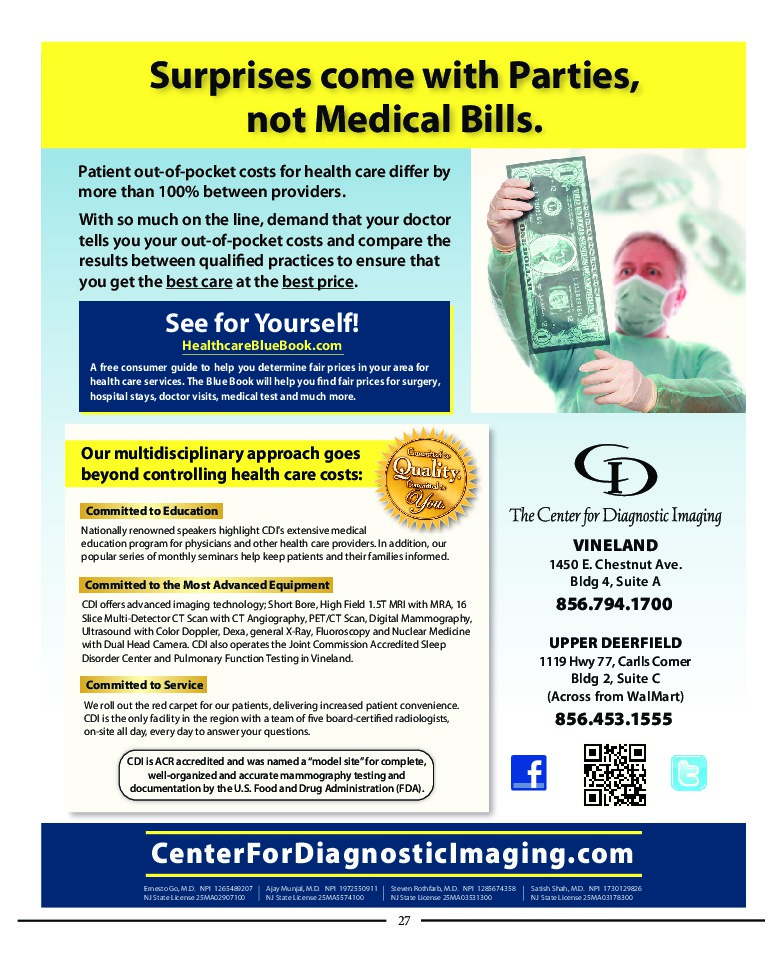 Surprises come with Parties,
not Medical Bills.
Patient out-of-pocket costs for health care differ by
more than 100% between providers.
With so much on the line, demand that your doctor
tells you your out-of-pocket costs and compare the
results between qualified practices to ensure that
you get the best care at the best price.
See for Yourself!
HealthcareBlueBook.com
A free consumer guide to help you determine fair prices in your area for
health care services. The Blue Book will help you find fair prices for surgery,
hospital stays, doctor visits, medical test and much more.
Our multidisciplinary approach goes
beyond controlling health care costs:
Committed to
Quality.
Committed to
You.
Committed to Education
Nationally renowned speakers highlight CDI's extensive medical
education program for physicians and other health care providers. In addition, our
popular series of monthly seminars help keep patients and their families informed.
Committed to the Most Advanced Equipment
CDI offers advanced imaging technology; Short Bore, High Field 1.5T MRI with MRA, 16
Slice Multi-Detector CT Scan with CT Angiography, PET/CT Scan, Digital Mammography,
Ultrasound with Color Doppler, Dexa, general X-Ray, Fluoroscopy and Nuclear Medicine
with Dual Head Camera. CDI also operates the Joint Commission Accredited Sleep
Disorder Center and Pulmonary Function Testing in Vineland.
Committed to Service
We roll out the red carpet for our patients, delivering increased patient convenience.
CDI is the only facility in the region with a team of five board-certified radiologists,
on-site all day, every day to answer your questions.
CDI is ACR accredited and was named a “model site” for complete,
well-organized and accurate mammography testing and
documentation by the U.S. Food and Drug Administration (FDA).
CDI
The Center for Diagnostic Imaging
VINELAND
1450 E. Chestnut Ave.
Bldg 4, Suite A
856.794.1700
UPPER DEERFIELD
1119 Hwy 77, Carlls Corner
Bldg 2, Suite C
(Across from WalMart)
856.453.1555
f
t
CenterForDiagnosticImaging.com
Ernesto Go, M.D. NPI 1265489207
NJ State License 25MA02907100
Ajay Munjal, M.D. NPI 1972550911
NJ State License 25MA5574100
Steven Rothfarb, M.D. NPI 1285674358
NJ State License 25MA03531300
Satish Shah, M.D. NPI 1730129826
NJ State License 25MA03178300
27